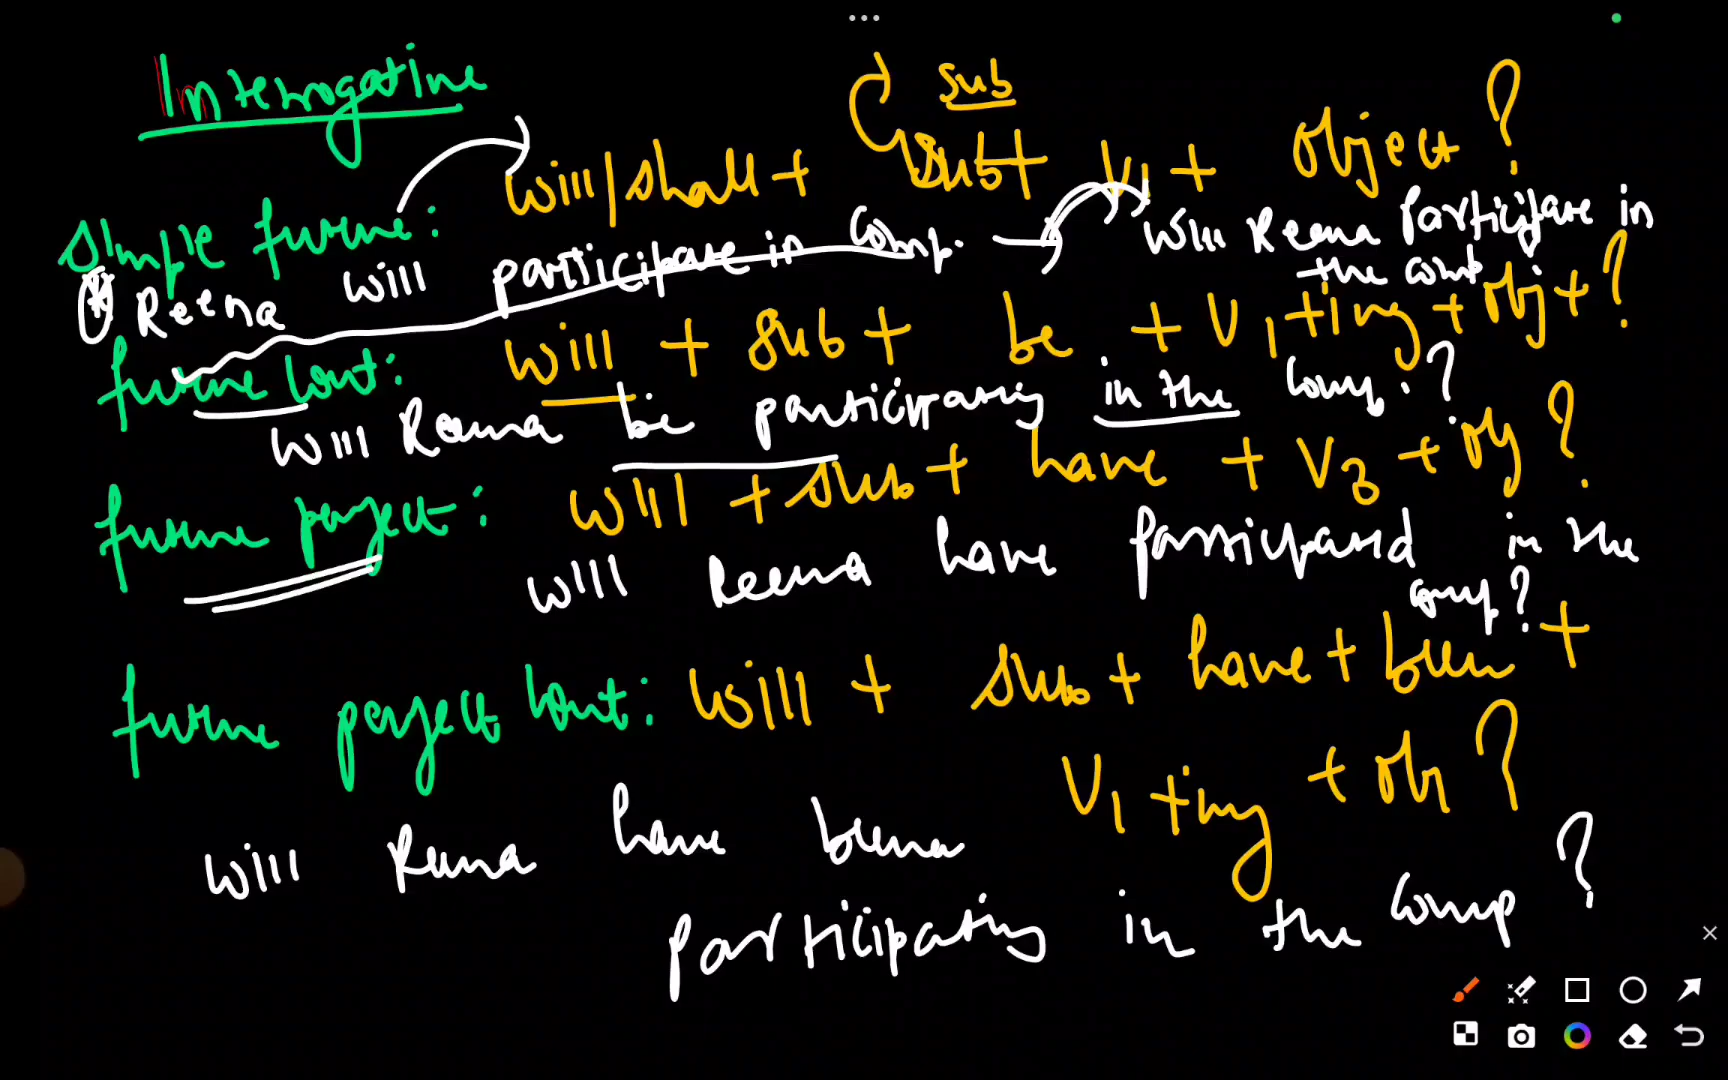 Interrogative
sub
Simple future: will/shall + sub + V1 + object?
Reena will participate in comp. → Will Reena Participate in
the comp
future cont: will + sub + be + V1 + ing + obj + ?
Will Reena be participating in the comp. ?
future perfect: will + sub + have + V3 + obj ?
will Reena have participated in the
comp?
future perfect cont: will + sub + have + been +
V1 + ing + obj ?
will Reena have been
participating in the comp ?